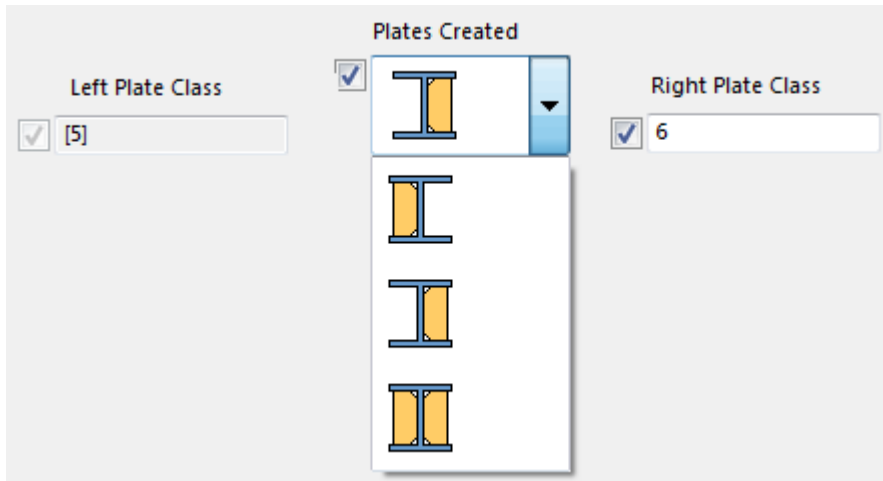 Plates Created
Left Plate Class
Right Plate Class
[5]
6